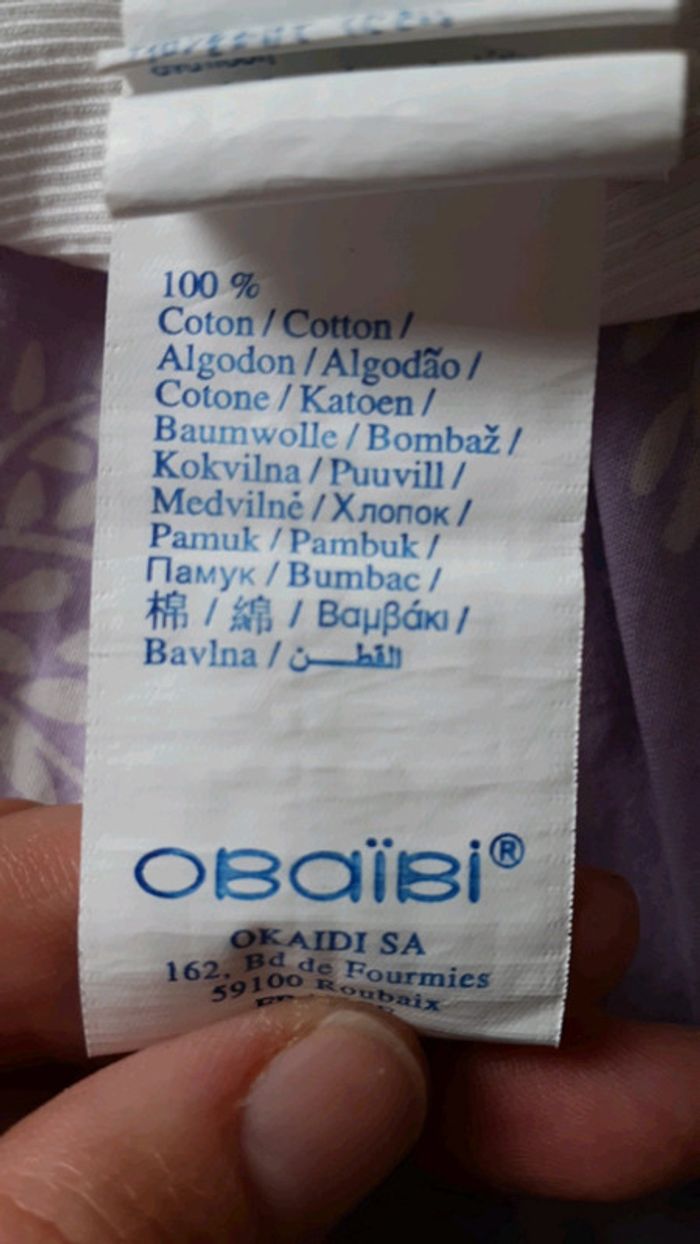 100 %
Coton / Cotton /
Algodon / Algodão /
Cotone / Katoen /
Baumwolle / Bombaž /
Kokvilna / Puuvill /
Medvilnė / Хлопок /
Pamuk / Pambuk /
Памук / Bumbac /
棉 / 綿 / Βαμβάκι /
Bavlna / القطـــن
OBaïBi®
OKAIDI SA
162, Bd de Fourmies
59100 Roubaix